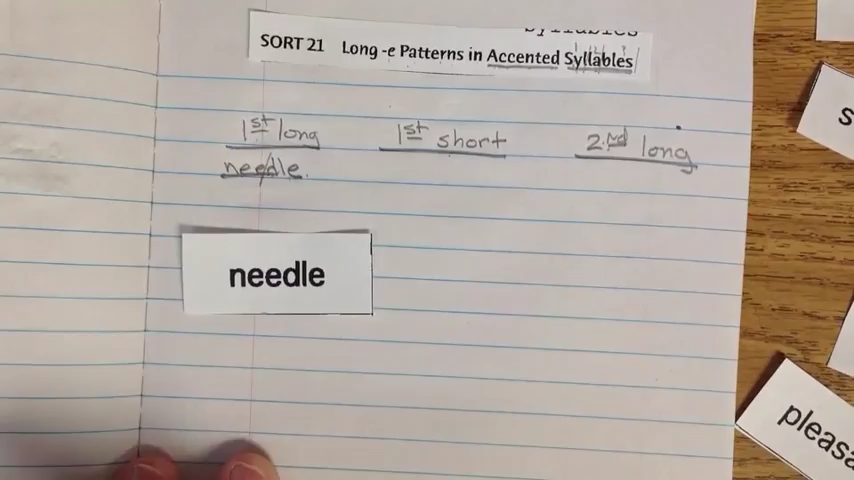 SORT 21 Long -e Patterns in Accented Syllables
1st long 1st short 2nd long
needle.
needle